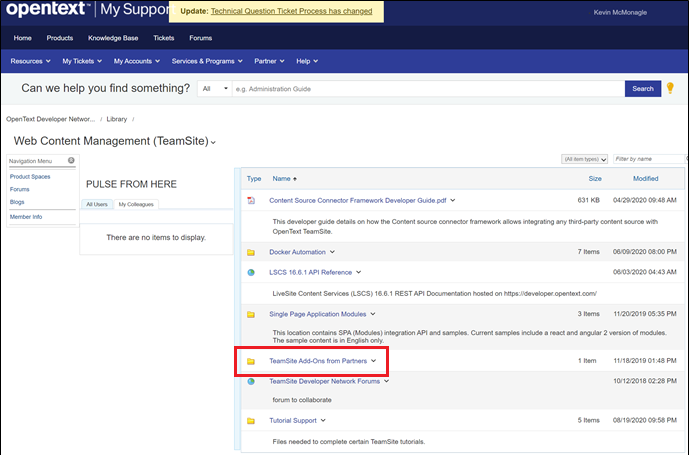 opentext™ | My Support
Update: Technical Question Ticket Process has changed
Kevin McMonagle
Home Products Knowledge Base Tickets Forums
Resources My Tickets My Accounts Services & Programs Partner Help
Can we help you find something? All e.g. Administration Guide Search
OpenText Developer Networ... / Library /
Web Content Management (TeamSite)
(All item types) Filter by name
Navigation Menu
Product Spaces
Forums
Blogs
Member Info
PULSE FROM HERE
All Users My Colleagues
There are no items to display.
Type Name Size Modified
Content Source Connector Framework Developer Guide.pdf 631 KB 04/29/2020 09:48 AM
This developer guide details on how the Content source connector framework allows integrating any third-party content source with
OpenText TeamSite.
Docker Automation 7 Items 06/09/2020 08:00 PM
LSCS 16.6.1 API Reference 06/03/2020 04:43 AM
LiveSite Content Services (LSCS) 16.6.1 REST API Documentation hosted on https://developer.opentext.com/
Single Page Application Modules 3 Items 11/20/2019 05:35 PM
This location contains SPA (Modules) integration API and samples. Current samples include a react and angular 2 version of modules.
The sample content is in English only.
TeamSite Add-Ons from Partners 1 Item 11/18/2019 01:48 PM
TeamSite Developer Network Forums 10/12/2018 02:28 PM
forum to collaborate
Tutorial Support 5 Items 08/19/2020 09:58 PM
Files needed to complete certain TeamSite tutorials.